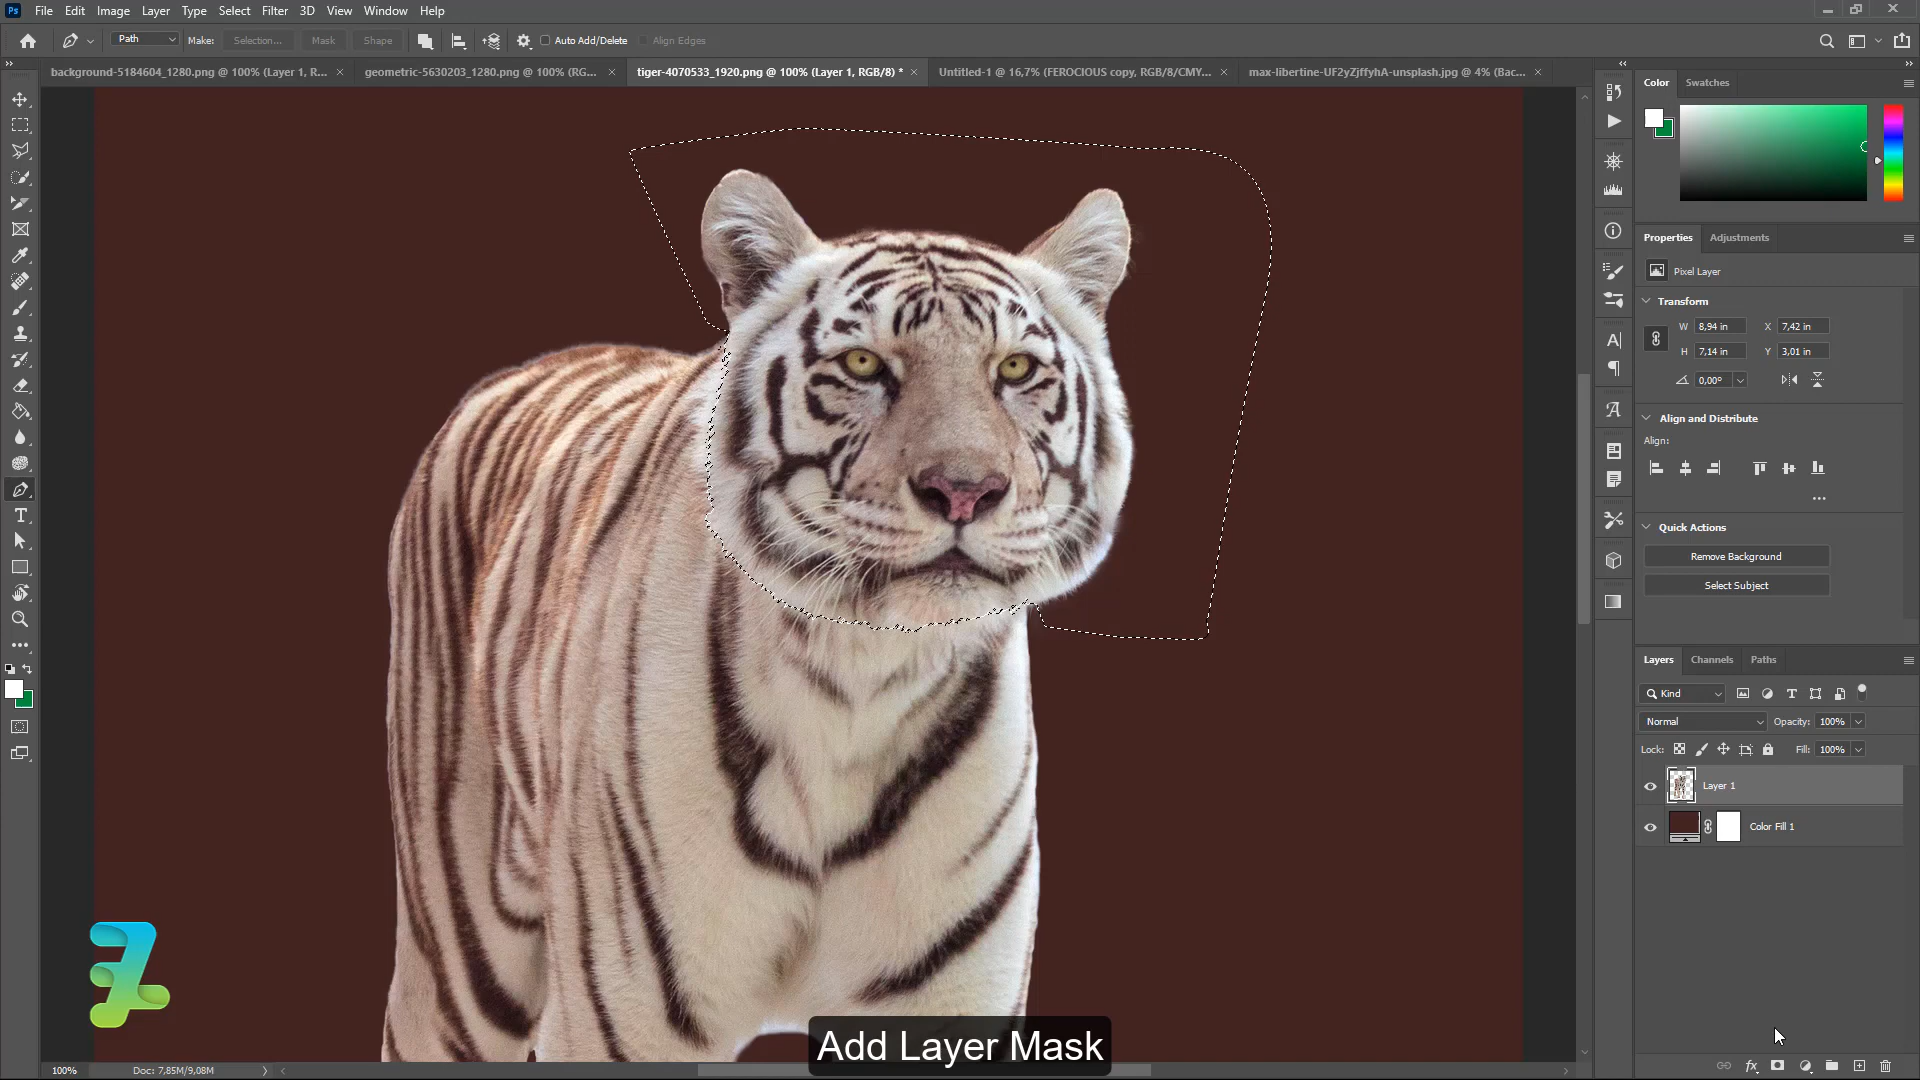 Ps File Edit Image Layer Type Select Filter 3D View Window Help
Path Make: Selection... Mask Shape Auto Add/Delete Align Edges
background-5184604_1280.png @ 100% (Layer 1, R... × geometric-5630203_1280.png @ 100% (RG... × tiger-4070533_1920.png @ 100% (Layer 1, RGB/8) * × Untitled-1 @ 16,7% (FEROCIOUS copy, RGB/8/CMY... × max-libertine-UF2yZjffyhA-unsplash.jpg @ 4% (Bac... ×
Color Swatches
Properties Adjustments
Pixel Layer
Transform
W 8,94 in X 7,42 in
H 7,14 in Y 3,01 in
0,00°
Align and Distribute
Align:
Quick Actions
Remove Background
Select Subject
Layers Channels Paths
Kind
Normal Opacity: 100%
Lock: Fill: 100%
Layer 1
Color Fill 1
Add Layer Mask
100% Doc: 7,85M/9,08M